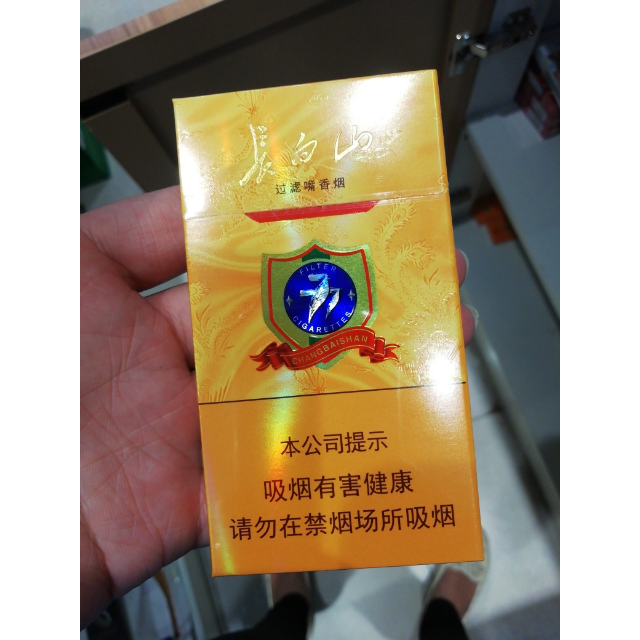 长白山
过滤嘴香烟
FILTER
CIGARETTES
CHANGBAISHAN
本公司提示
吸烟有害健康
请勿在禁烟场所吸烟